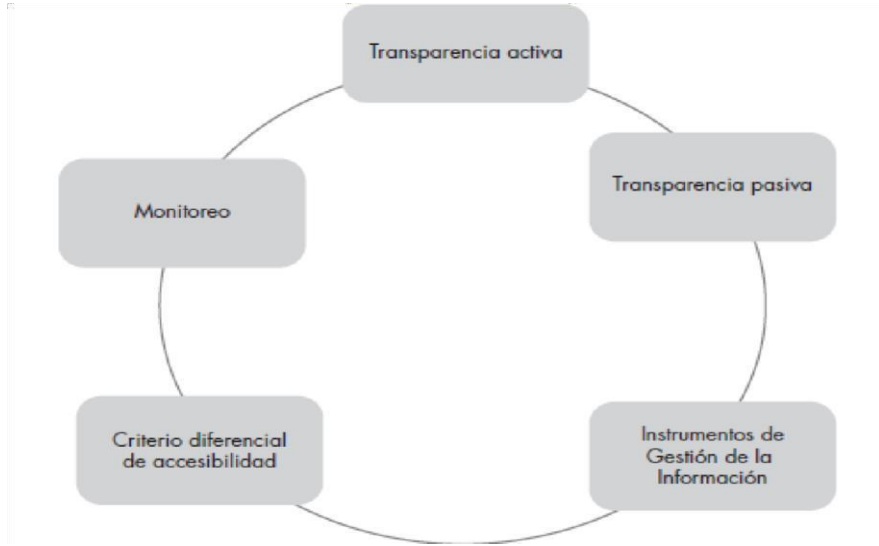 Transparencia activa
Transparencia pasiva
Monitoreo
Criterio diferencial
de accesibilidad
Instrumentos de
Gestión de la
Información